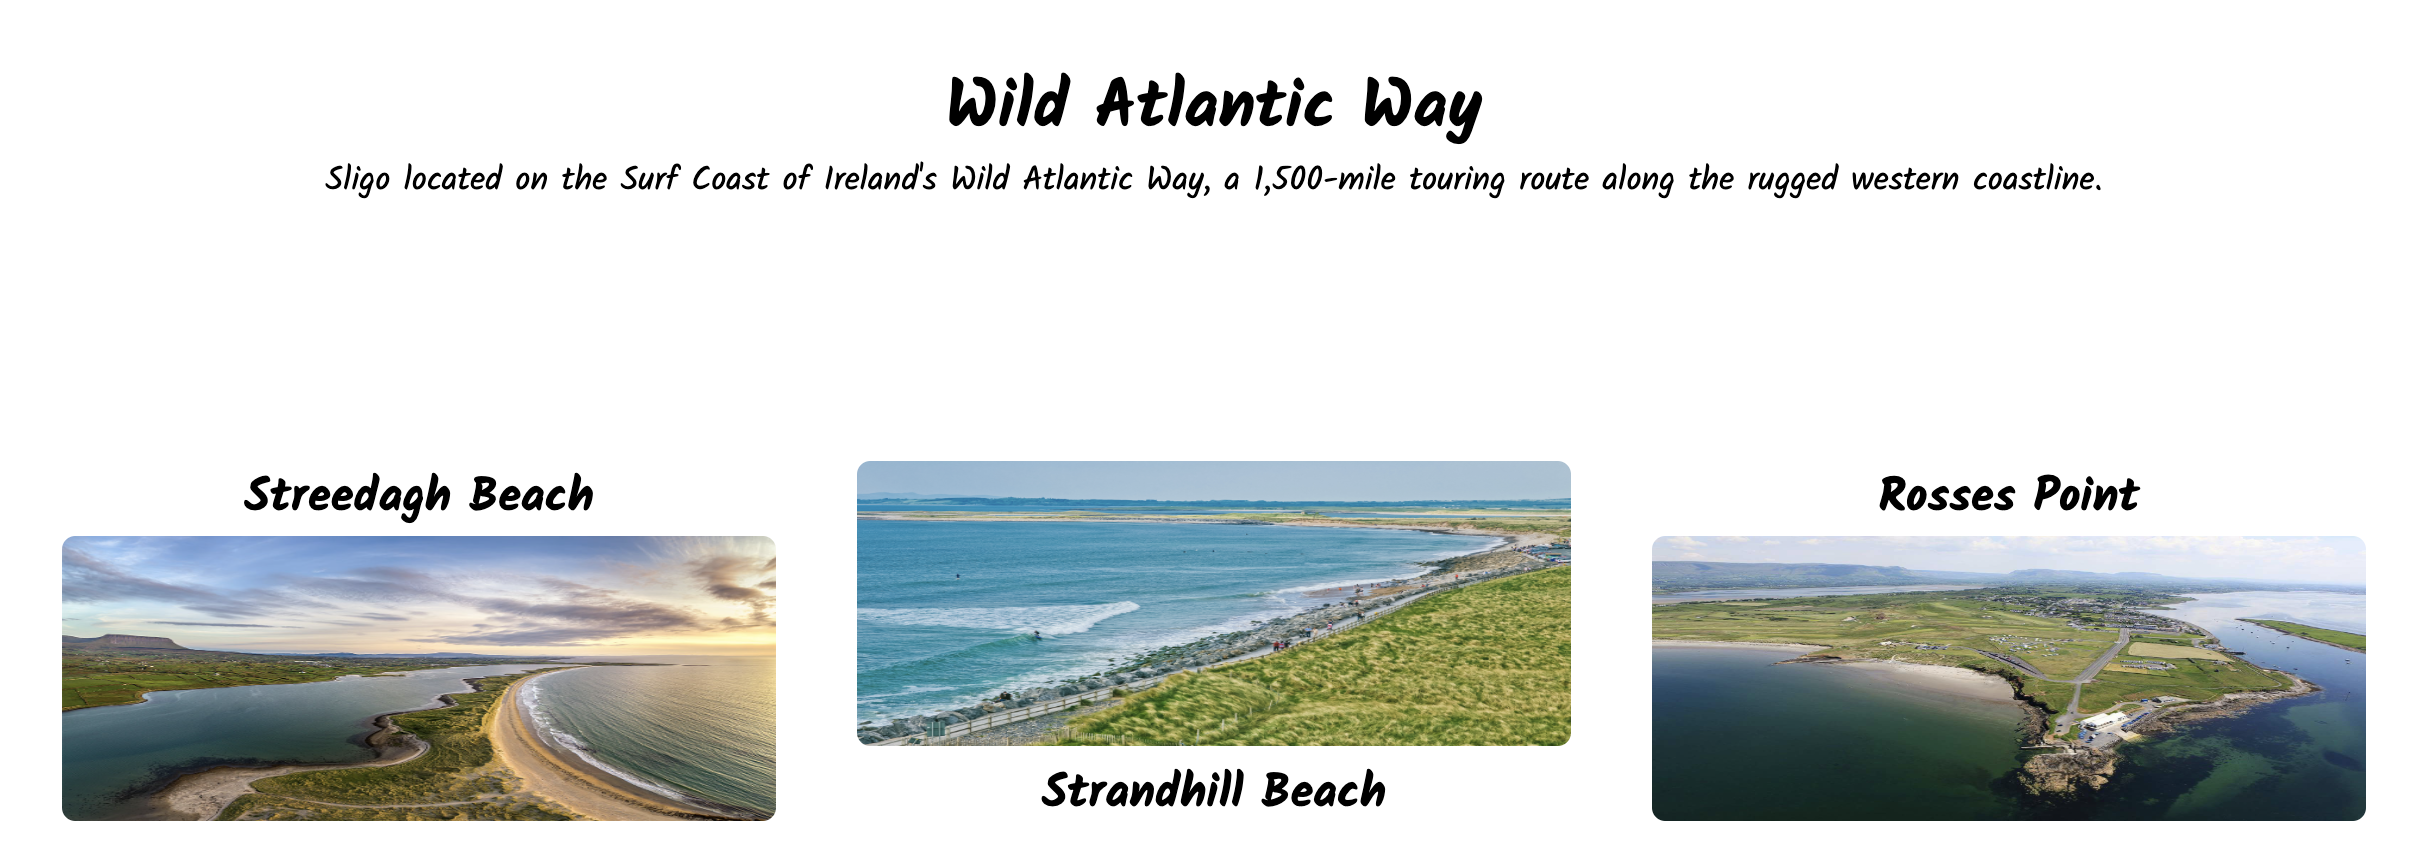 Wild Atlantic Way
Sligo located on the Surf Coast of Ireland's Wild Atlantic Way, a 1,500-mile touring route along the rugged western coastline.
Streedagh Beach
Strandhill Beach
Rosses Point